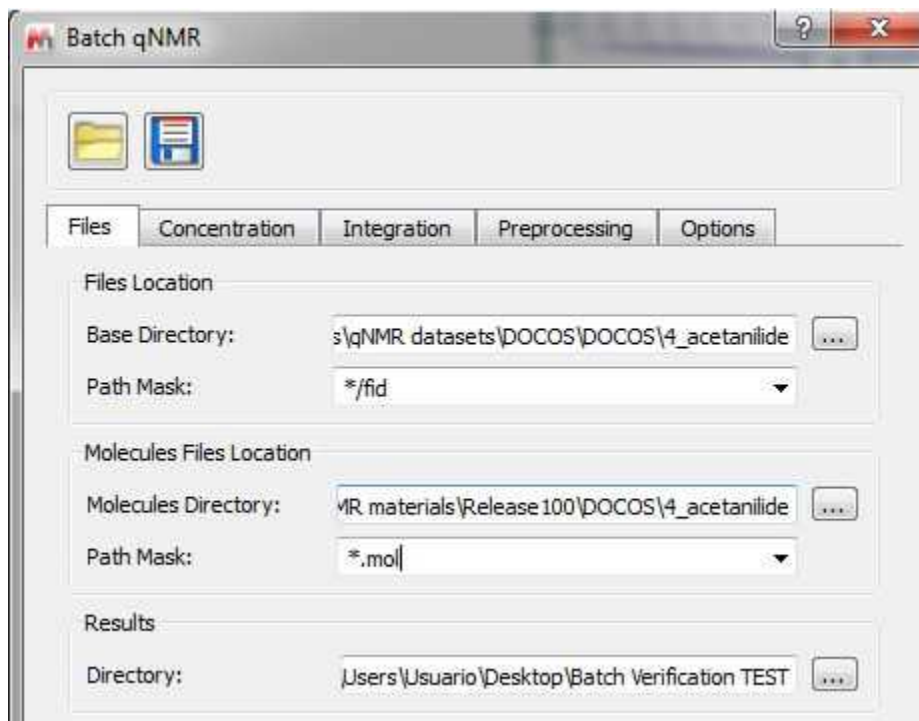 Batch qNMR
Files Concentration Integration Preprocessing Options
Files Location
Base Directory: s\qNMR datasets\DOCOS\DOCOS\4_acetanilide ...
Path Mask: */fid
Molecules Files Location
Molecules Directory: MR materials\Release100\DOCOS\4_acetanilide ...
Path Mask: *.mol
Results
Directory: Users\Usuario\Desktop\Batch Verification TEST ...